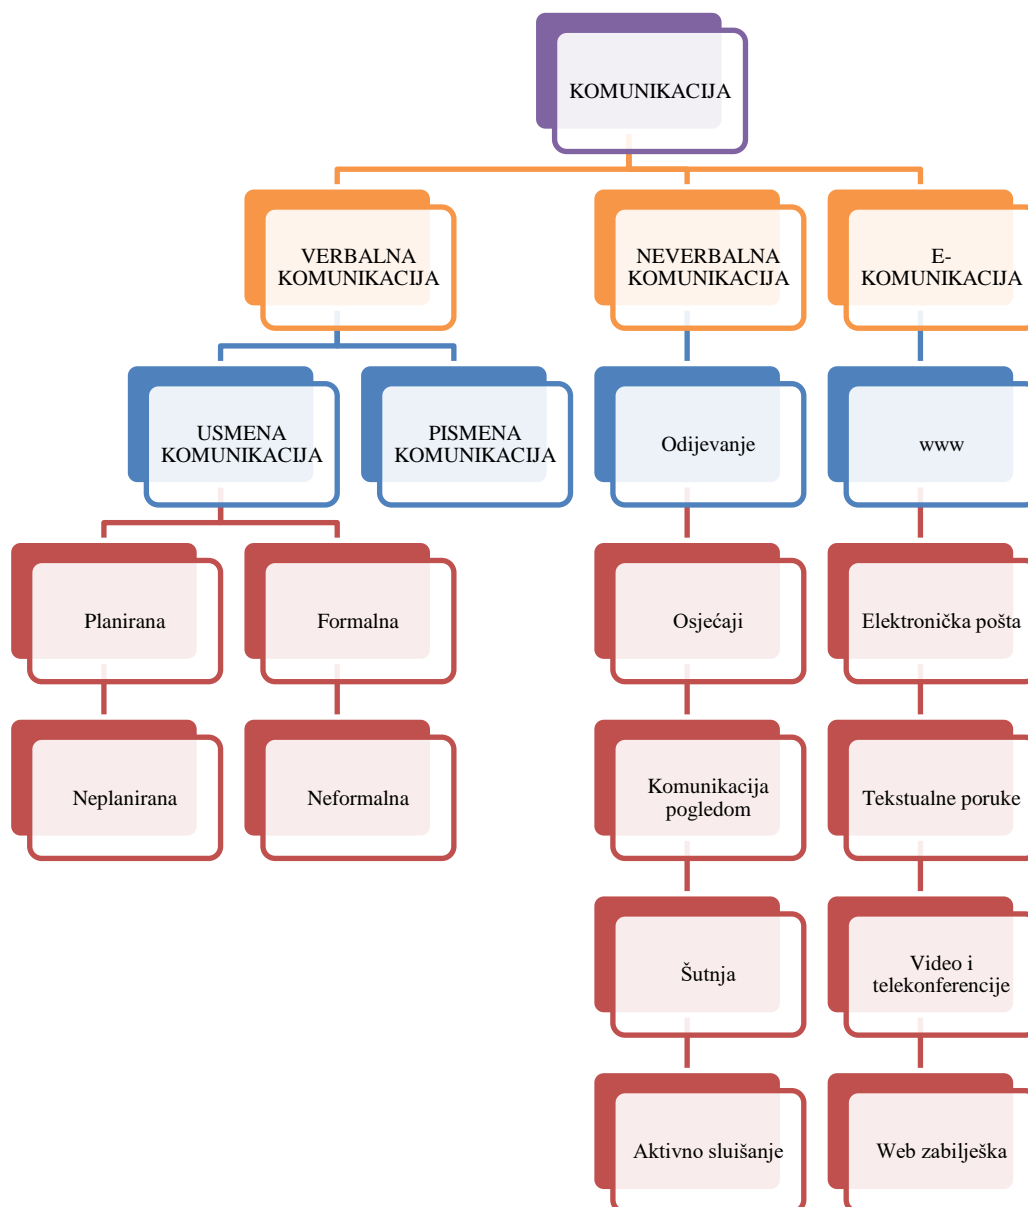 KOMUNIKACIJA
VERBALNA
KOMUNIKACIJA
NEVERBALNA
KOMUNIKACIJA
E-
KOMUNIKACIJA
USMENA
KOMUNIKACIJA
PISMENA
KOMUNIKACIJA
Odijevanje
www
Planirana
Formalna
Osjećaji
Elektronička pošta
Neplanirana
Neformalna
Komunikacija
pogledom
Tekstualne poruke
Šutnja
Video i
telekonferencije
Aktivno sluišanje
Web zabilješka